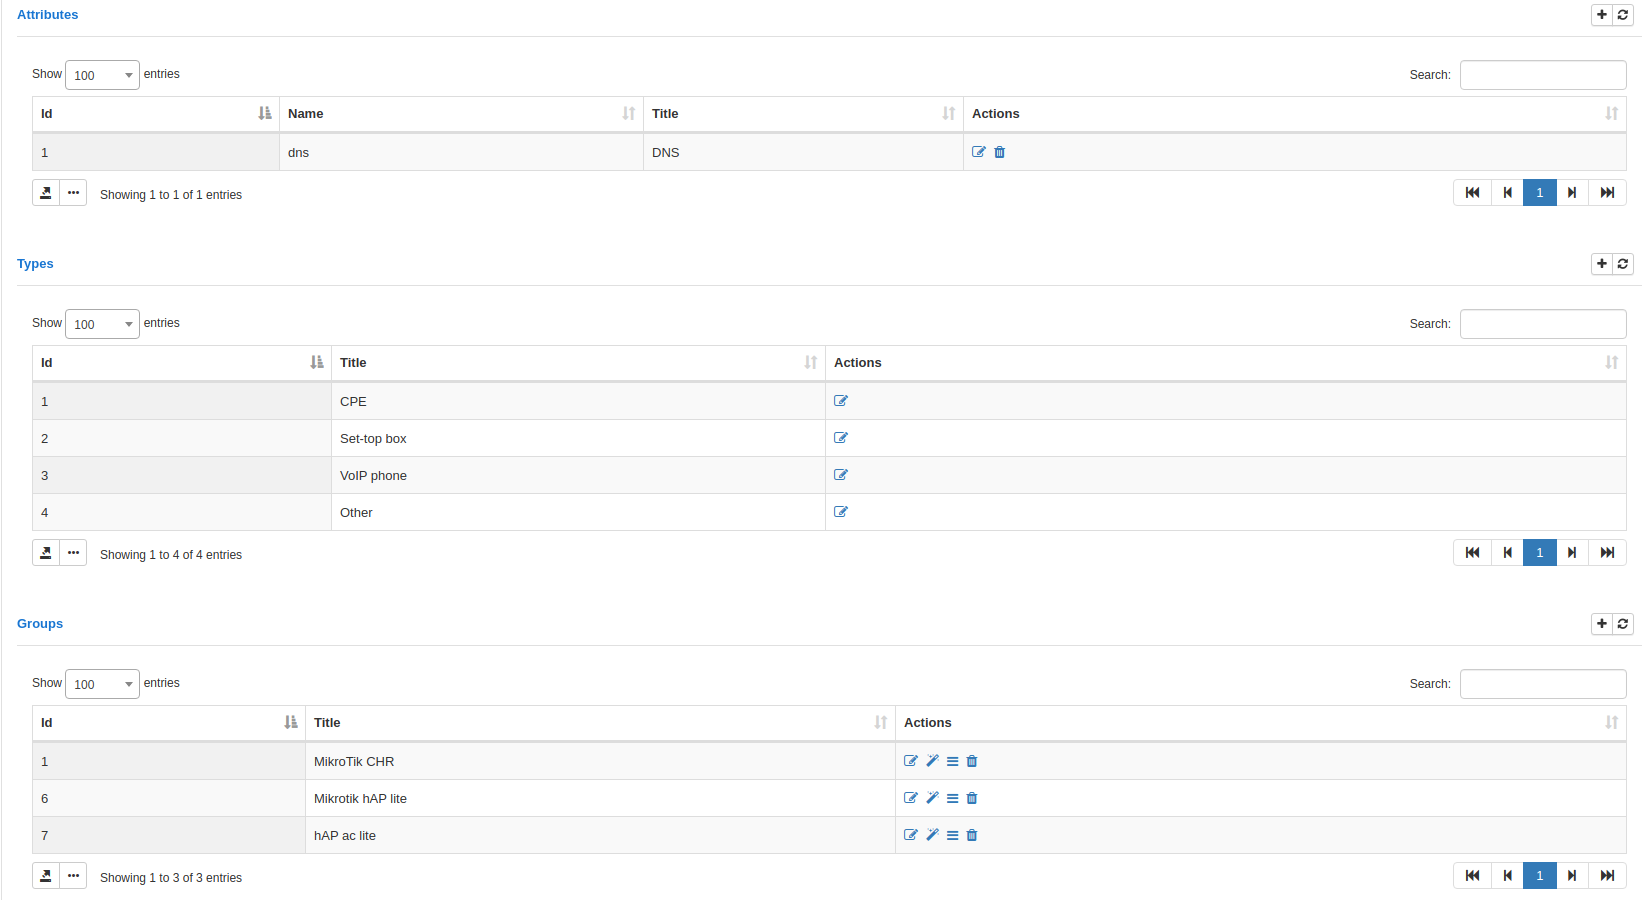 Attributes
Show 100 entries Search:
Id Name Title Actions
1 dns DNS
Showing 1 to 1 of 1 entries 1
Types
Show 100 entries Search:
Id Title Actions
1 CPE
2 Set-top box
3 VoIP phone
4 Other
Showing 1 to 4 of 4 entries 1
Groups
Show 100 entries Search:
Id Title Actions
1 MikroTik CHR
6 Mikrotik hAP lite
7 hAP ac lite
Showing 1 to 3 of 3 entries 1